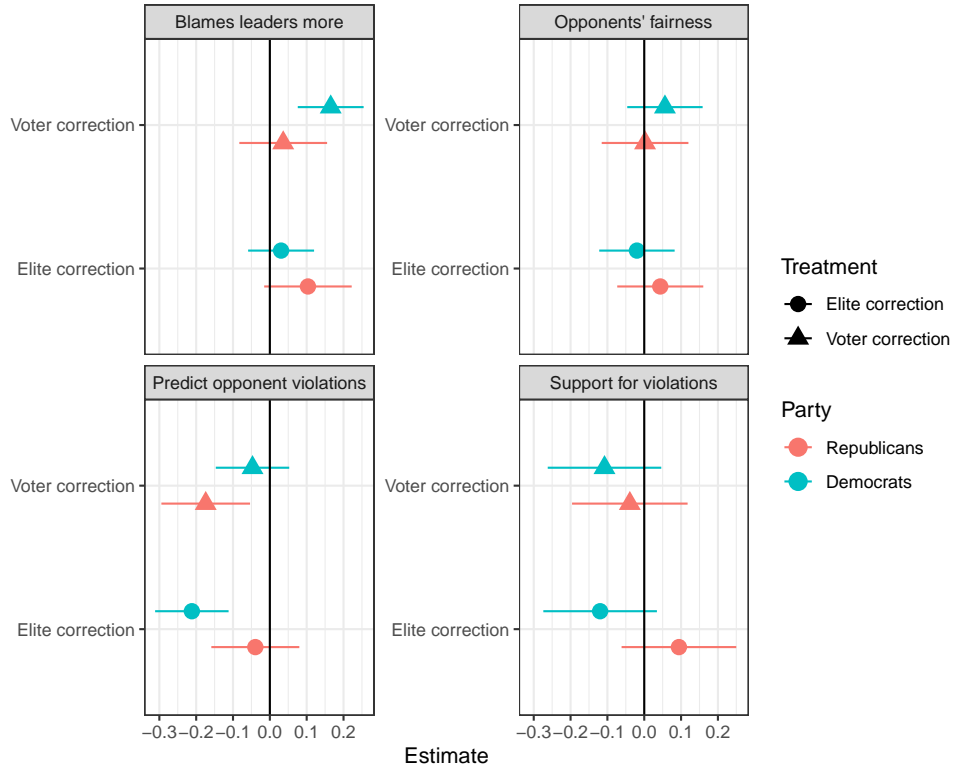 Blames leaders more
Opponents' fairness
Voter correction
Elite correction
Voter correction
Elite correction
Predict opponent violations
Support for violations
Voter correction
Elite correction
Voter correction
Elite correction
−0.3 −0.2 −0.1 0.0 0.1 0.2
−0.3 −0.2 −0.1 0.0 0.1 0.2
Estimate
Treatment
Elite correction
Voter correction
Party
Republicans
Democrats